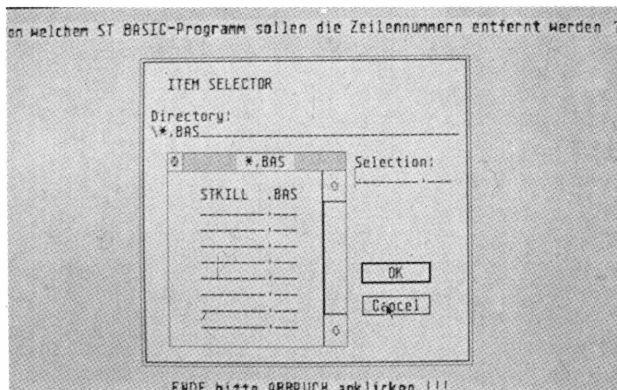 on welchem ST BASIC-Programm sollen die Zeilennummern entfernt werden ?
ITEM SELECTOR
Directory:
\*.BAS
*.BAS
Selection:
STKILL .BAS
OK
Cancel
ENDE bitte ABBRUCH anklicken !!!